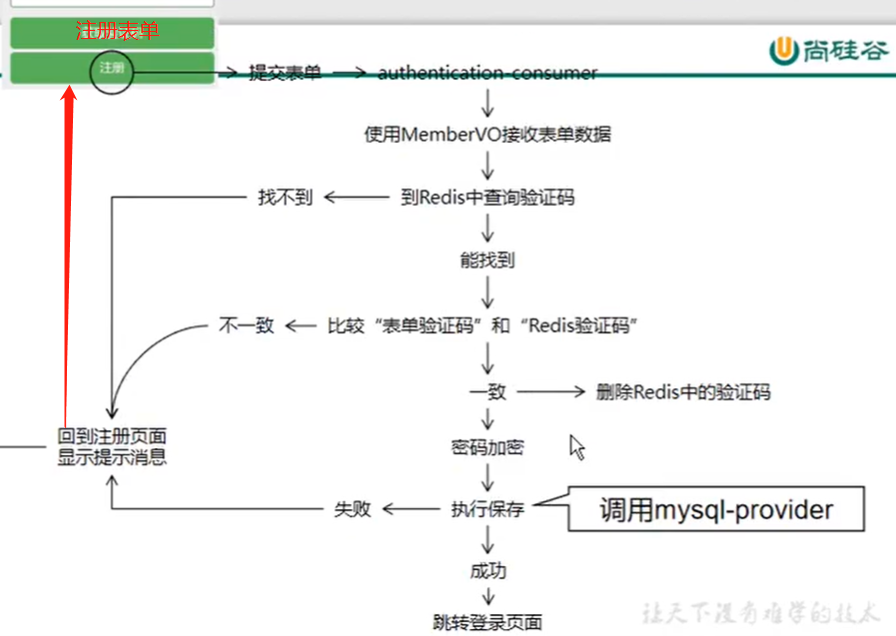 注册表单
尚硅谷
注册
提交表单
authentication-consumer
使用MemberVO接收表单数据
找不到
到Redis中查询验证码
能找到
不一致
比较“表单验证码”和“Redis验证码”
一致
删除Redis中的验证码
回到注册页面
显示提示消息
密码加密
失败
执行保存
调用mysql-provider
成功
跳转登录页面
让天下没有难学的技术